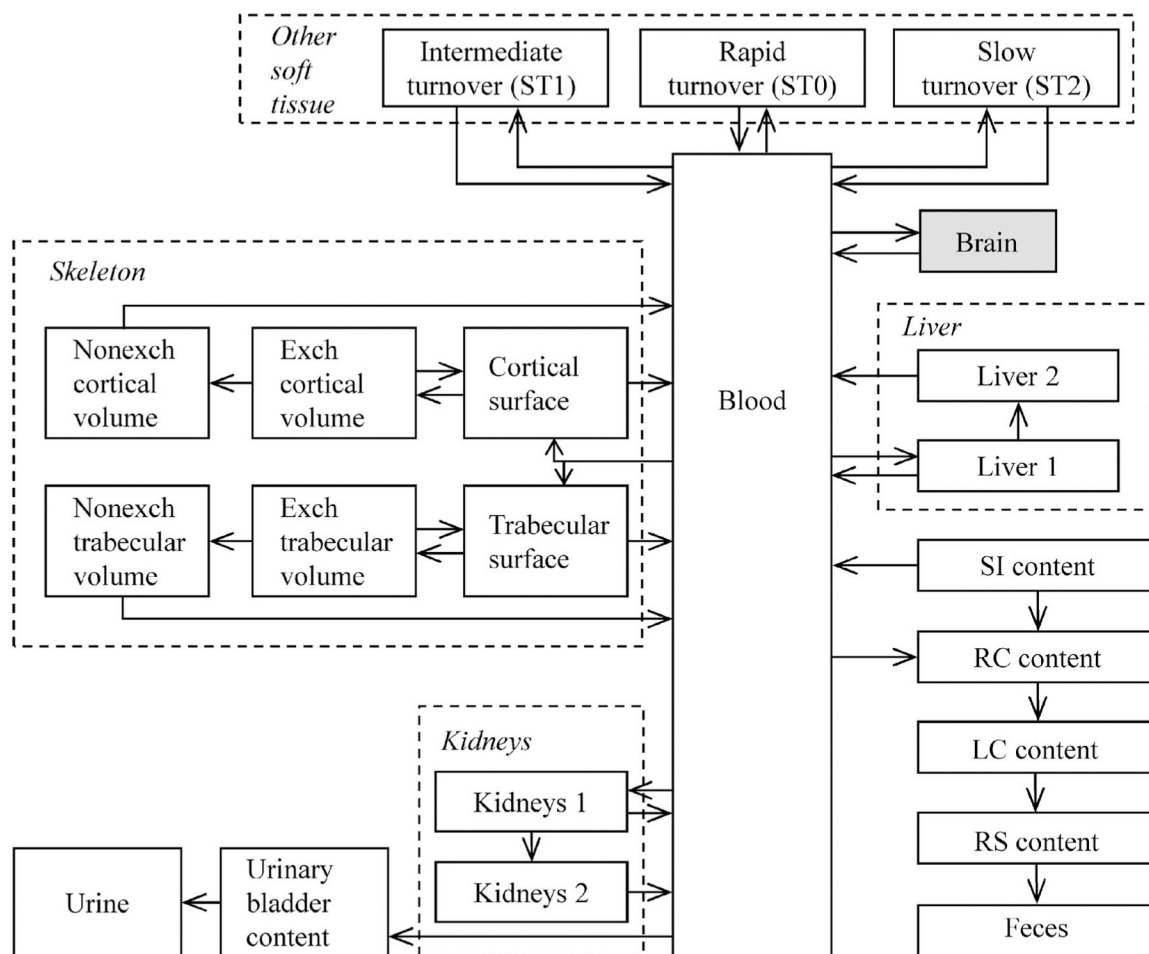 Other
soft
tissue
Intermediate
turnover (ST1)
Rapid
turnover (ST0)
Slow
turnover (ST2)
Brain
Skeleton
Nonexch
cortical
volume
Exch
cortical
volume
Cortical
surface
Nonexch
trabecular
volume
Exch
trabecular
volume
Trabecular
surface
Blood
Liver
Liver 2
Liver 1
SI content
RC content
LC content
RS content
Feces
Kidneys
Kidneys 1
Kidneys 2
Urinary
bladder
content
Urine